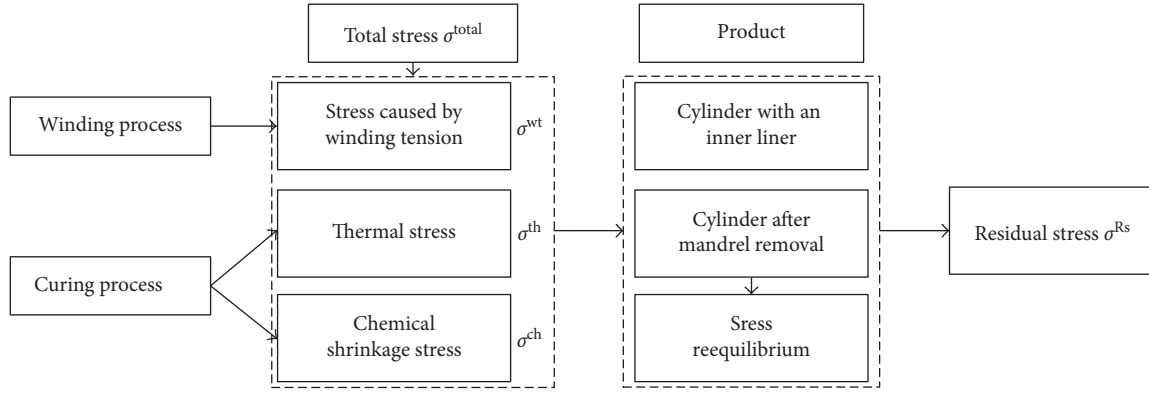 Total stress σ^total
Product
Winding process
Stress caused by
winding tension
σ^wt
Cylinder with an
inner liner
Thermal stress
σ^th
Cylinder after
mandrel removal
Residual stress σ^Rs
Curing process
Chemical
shrinkage stress
σ^ch
Sress
reequilibrium